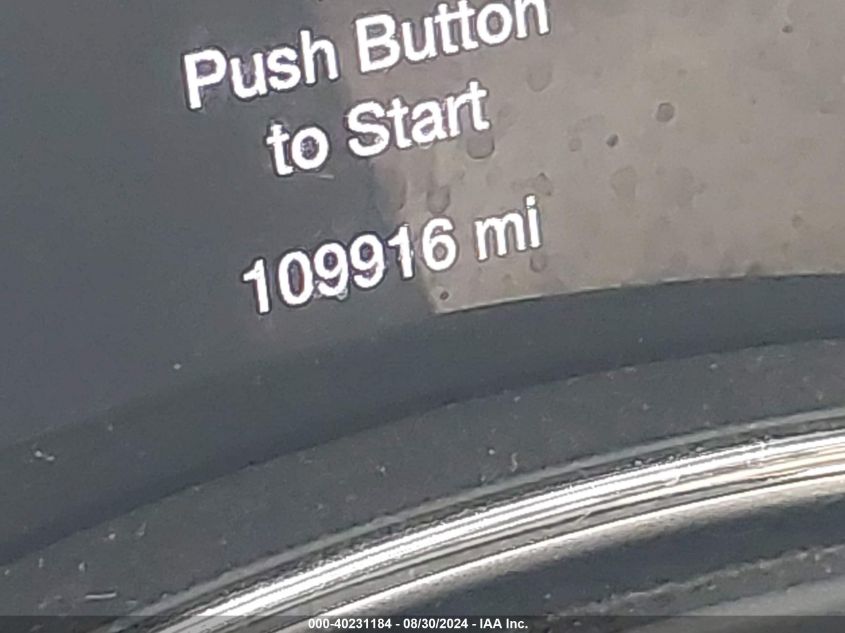 Push Button
to Start
109916 mi
000-40231184 - 08/30/2024 - IAA Inc.